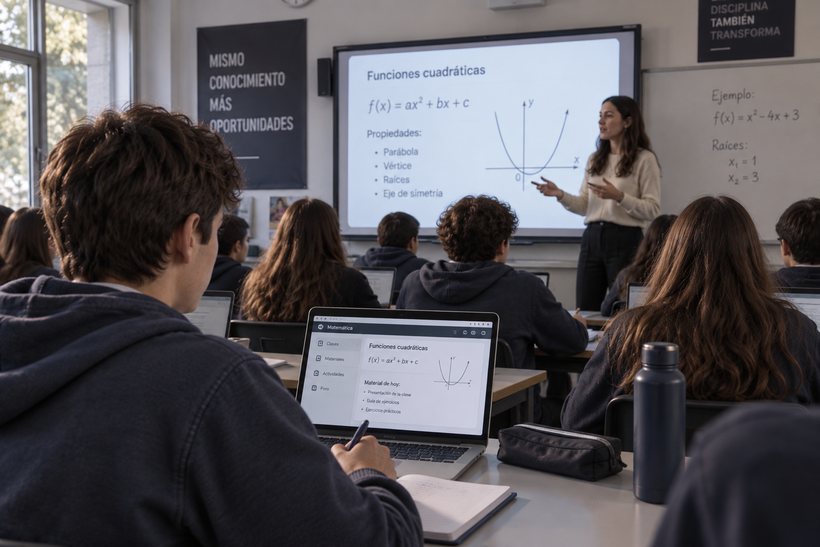 MISMO
CONOCIMIENTO
MÁS
OPORTUNIDADES
Funciones cuadráticas
f(x) = ax² + bx + c
Propiedades:
• Parábola
• Vértice
• Raíces
• Eje de simetría
y
x
0
DISCIPLINA
TAMBIÉN
TRANSFORMA
Ejemplo:
f(x) = x² - 4x + 3
Raíces:
x₁ = 1
x₂ = 3
Matemática
Clases
Materiales
Actividades
Foro
Funciones cuadráticas
f(x) = ax² + bx + c
Material de hoy:
• Presentación de la clase
• Guía de ejercicios
• Ejercicios prácticos